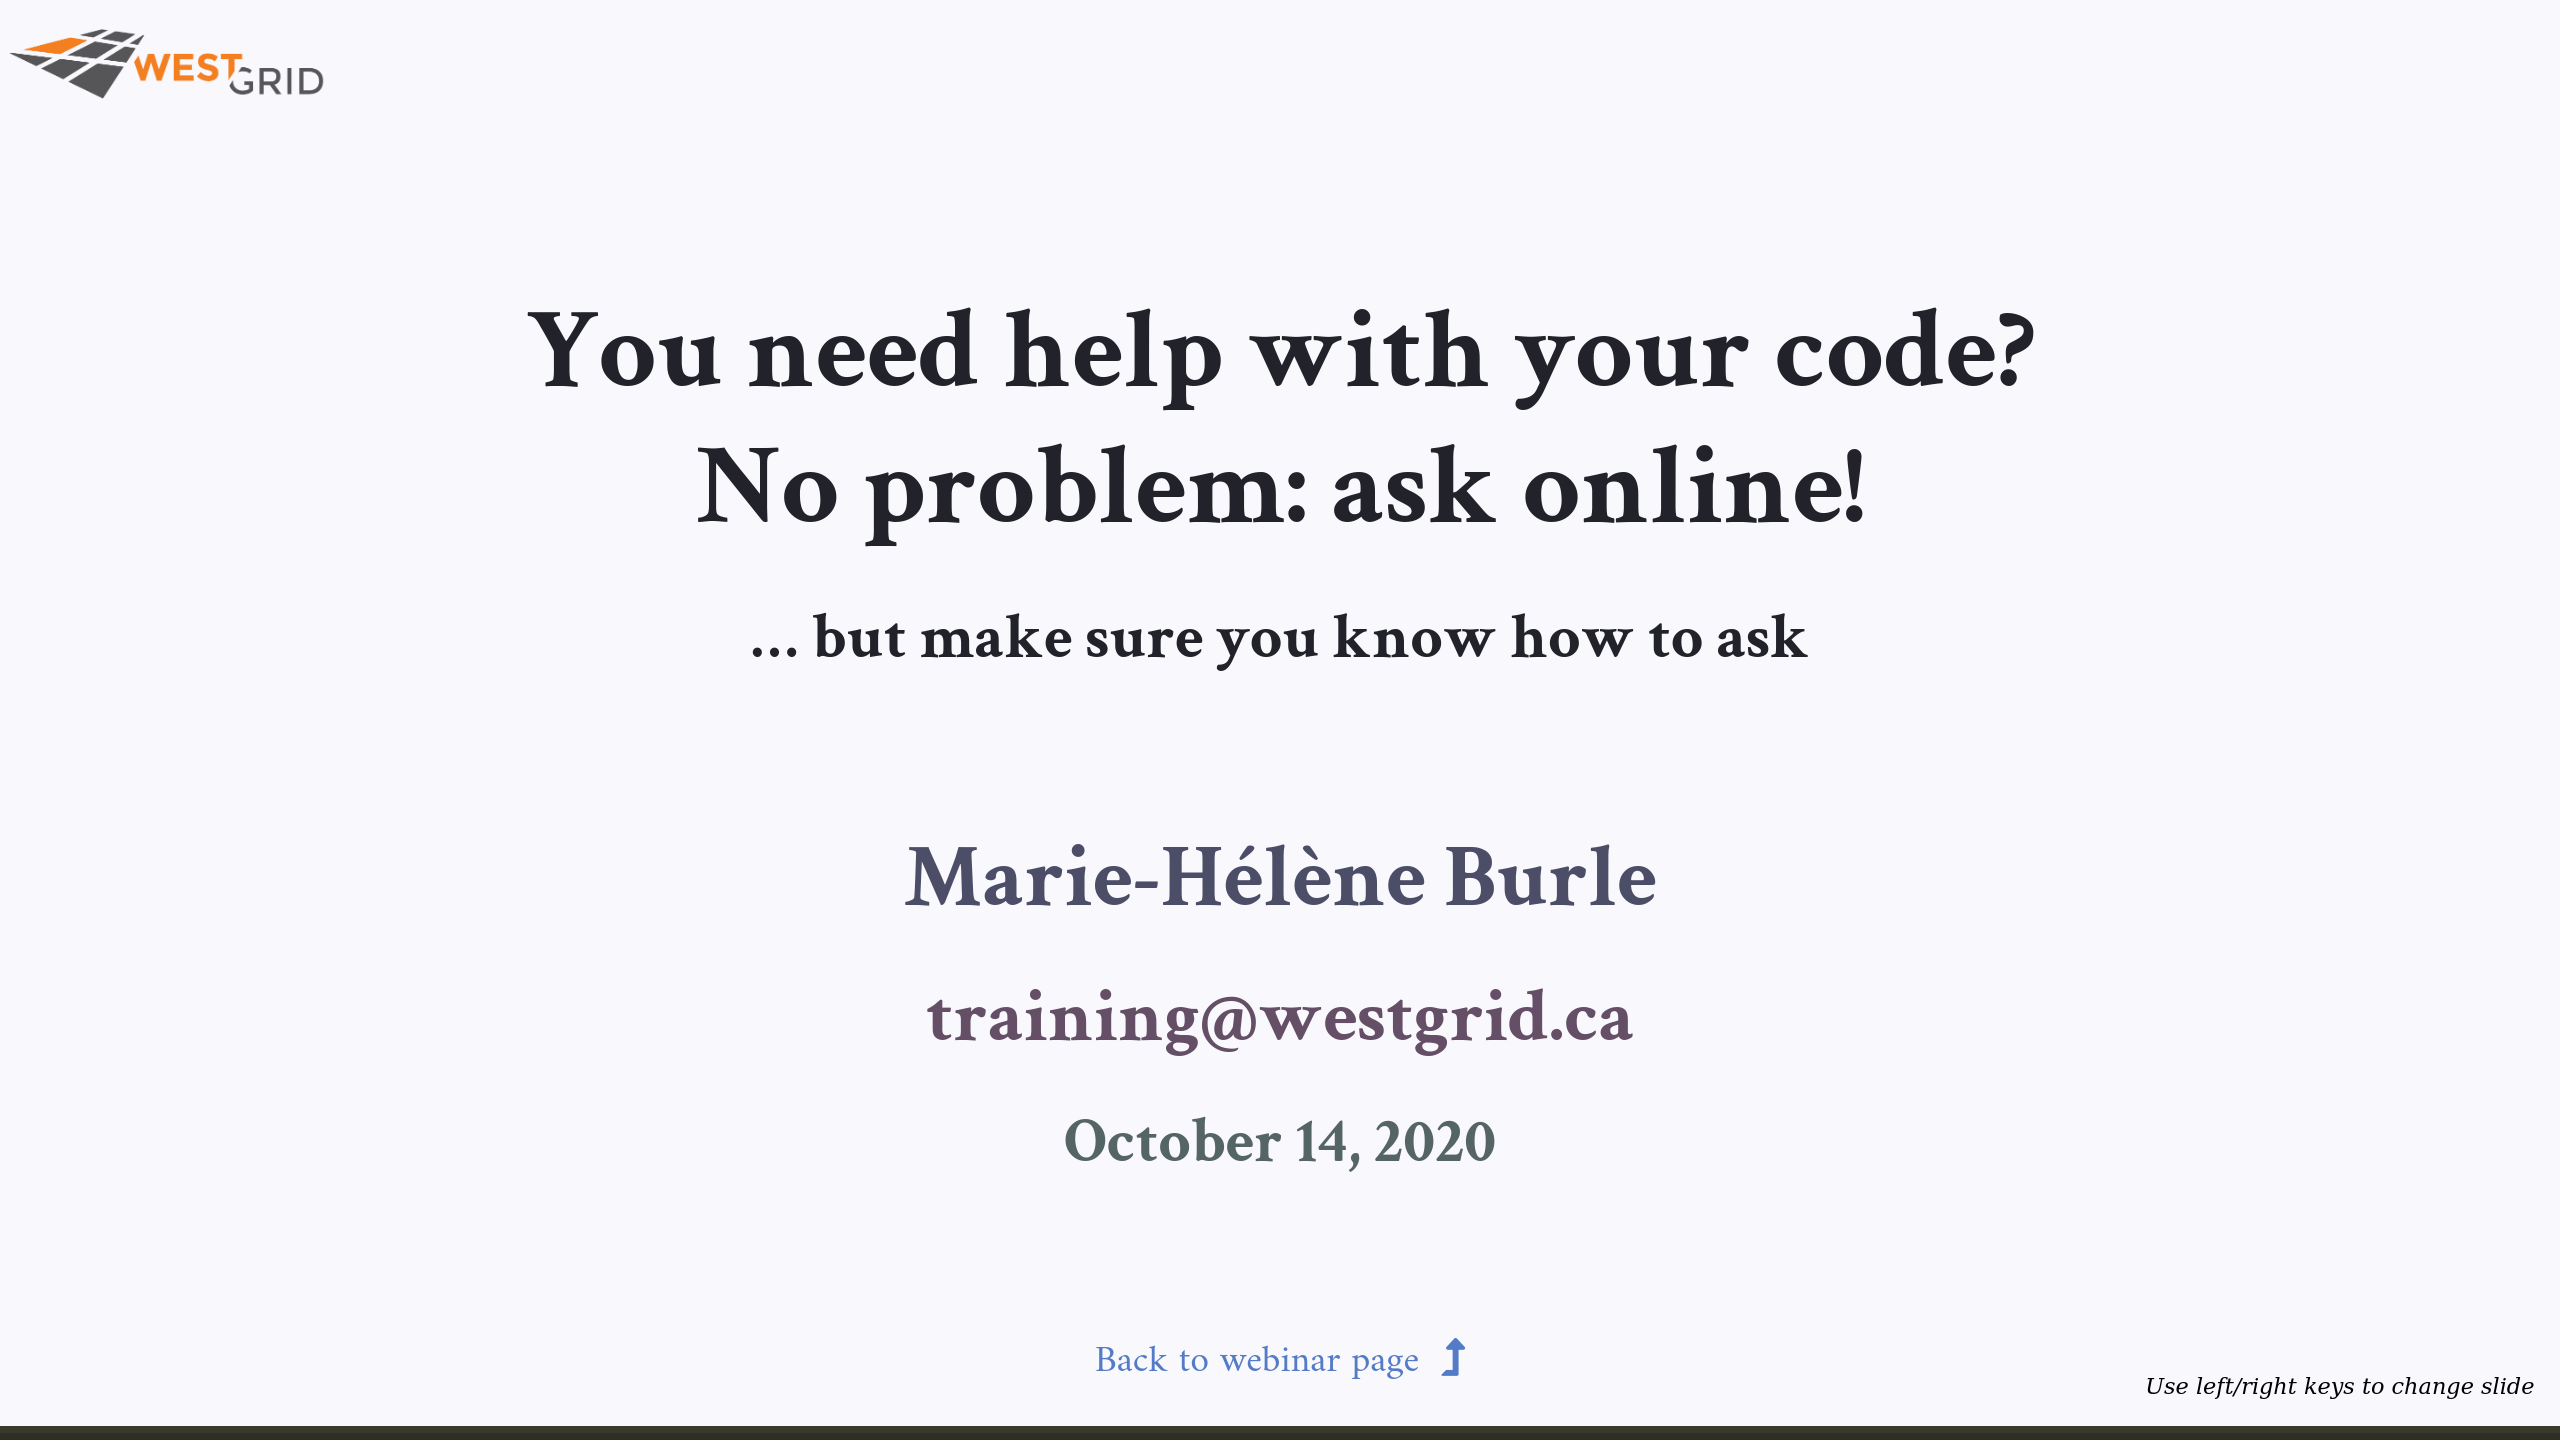 WESTGRID
You need help with your code?
No problem: ask online!
... but make sure you know how to ask
Marie-Hélène Burle
training@westgrid.ca
October 14, 2020
Back to webinar page
Use left/right keys to change slide